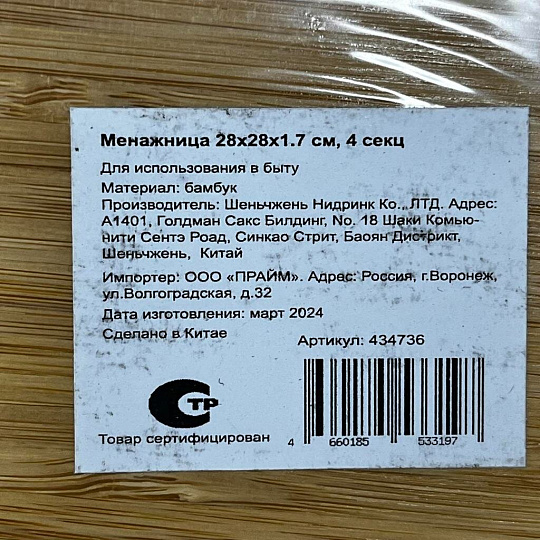 Менажница 28х28х1.7 см, 4 секц
Для использования в быту
Материал: бамбук
Производитель: Шеньчжень Нидринк Ко., ЛТД. Адрес:
А1401, Голдман Сакс Билдинг, No. 18 Шаки Комью-
нити Сентэ Роад, Синкао Стрит, Баоян Дистрикт,
Шеньчжень, Китай
Импортер: ООО «ПРАЙМ». Адрес: Россия, г.Воронеж,
ул.Волгоградская, д.32
Дата изготовления: март 2024
Сделано в Китае
Артикул: 434736
СТР
Товар сертифицирован
4 660185 533197